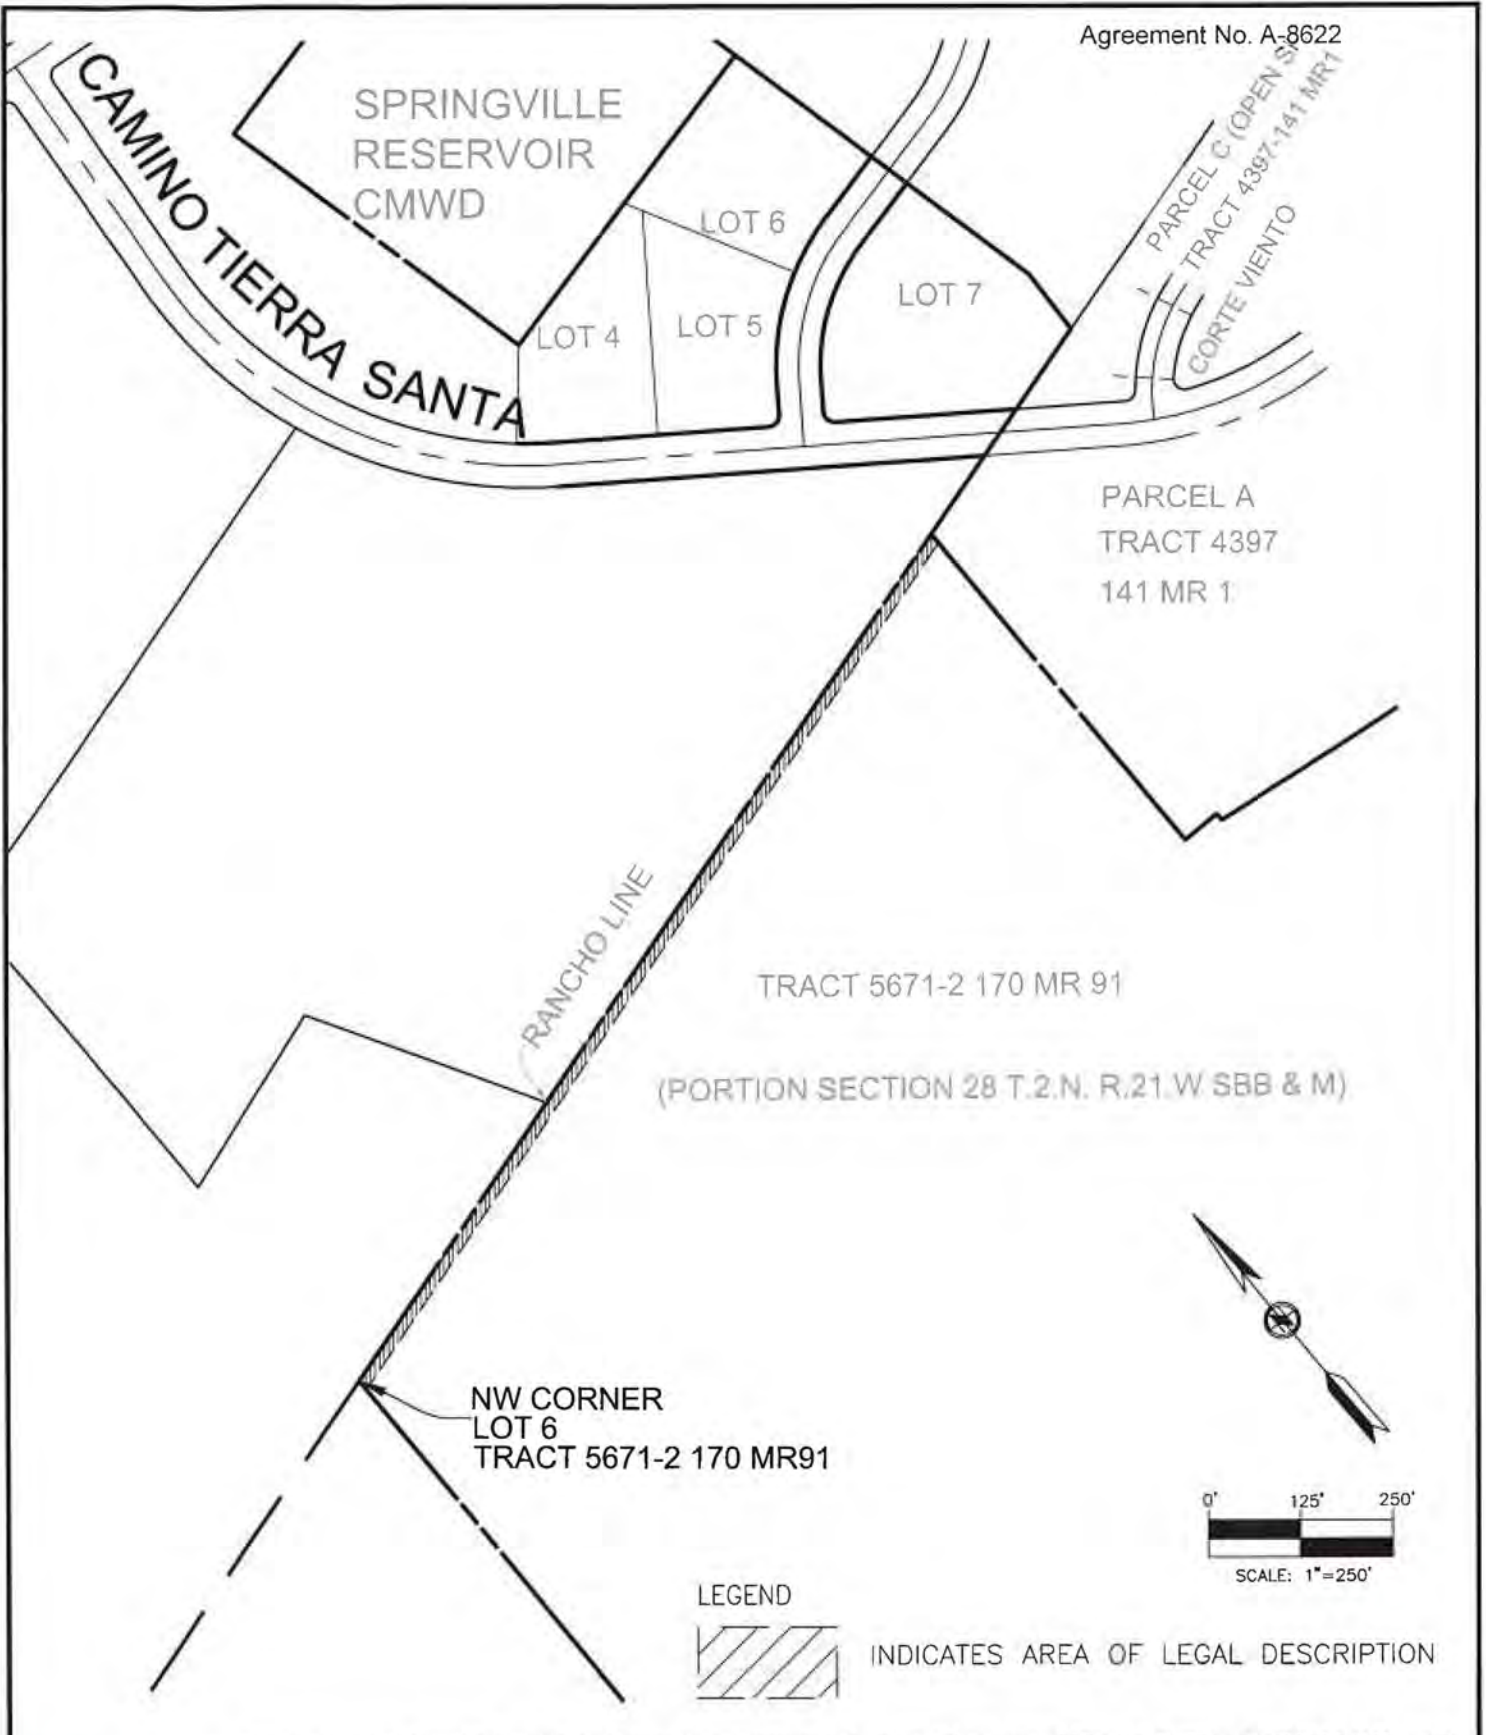 Agreement No. A-8622
CAMINO TIERRA SANTA
SPRINGVILLE
RESERVOIR
CMWD
LOT 6
LOT 4
LOT 5
LOT 7
PARCEL C (OPEN
TRACT 4397-141 MR1
CORTE VIENTO
PARCEL A
TRACT 4397
141 MR 1
RANCHO LINE
TRACT 5671-2 170 MR 91
(PORTION SECTION 28 T.2.N. R.21.W SBB & M)
NW CORNER
LOT 6
TRACT 5671-2 170 MR91
0' 125' 250'
SCALE: 1"=250'
LEGEND
INDICATES AREA OF LEGAL DESCRIPTION